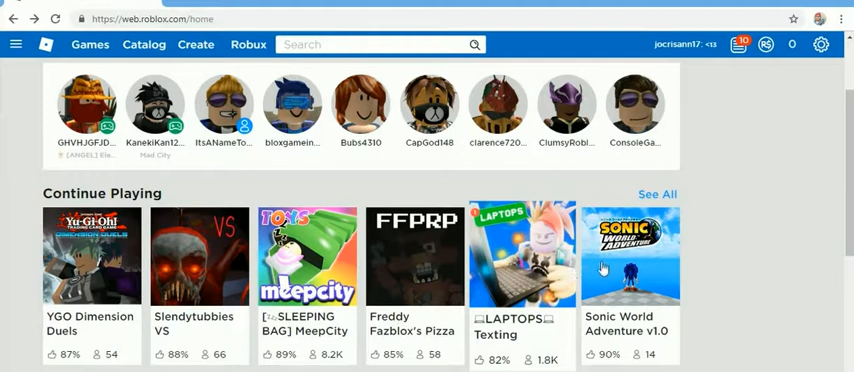 https://web.roblox.com/home
Games Catalog Create Robux Search jocrisann17: <13 10 R$ 0
GHVHJGFJD... KanekiKan12... ItsANameTo... bloxgamein... Bubs4310 CapGod148 clarence720... ClumsyRobl... ConsoleGa...
[ANGEL] Ele... Mad City
Continue Playing See All
Yu-Gi-Oh!
TRADING CARD GAME
DIMENSION DUELS
VS
TOYS
meepcity
FFPRP
LAPTOPS
SONIC
WORLD
ADVENTURE
YGO Dimension
Duels
87% 54
Slendytubbies
VS
88% 66
[💤SLEEPING
BAG] MeepCity
89% 8.2K
Freddy
Fazblox's Pizza
85% 58
💻LAPTOPS💻
Texting
82% 1.8K
Sonic World
Adventure v1.0
90% 14